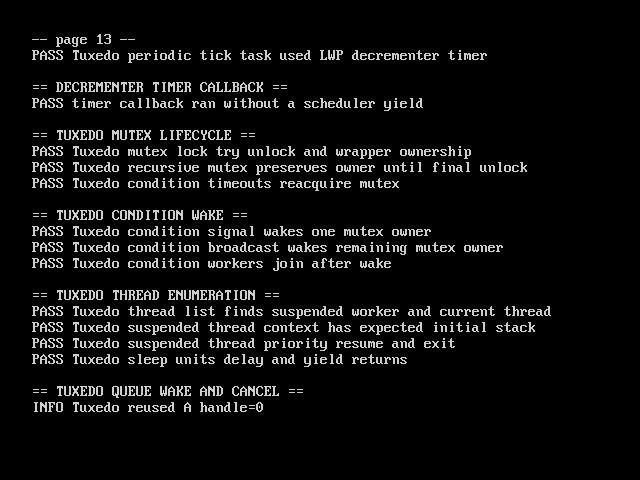 -- page 13 --
PASS Tuxedo periodic tick task used LWP decrementer timer
== DECREMENTER TIMER CALLBACK ==
PASS timer callback ran without a scheduler yield
== TUXEDO MUTEX LIFECYCLE ==
PASS Tuxedo mutex lock try unlock and wrapper ownership
PASS Tuxedo recursive mutex preserves owner until final unlock
PASS Tuxedo condition timeouts reacquire mutex
== TUXEDO CONDITION WAKE ==
PASS Tuxedo condition signal wakes one mutex owner
PASS Tuxedo condition broadcast wakes remaining mutex owner
PASS Tuxedo condition workers join after wake
== TUXEDO THREAD ENUMERATION ==
PASS Tuxedo thread list finds suspended worker and current thread
PASS Tuxedo suspended thread context has expected initial stack
PASS Tuxedo suspended thread priority resume and exit
PASS Tuxedo sleep units delay and yield returns
== TUXEDO QUEUE WAKE AND CANCEL ==
INFO Tuxedo reused A handle=0